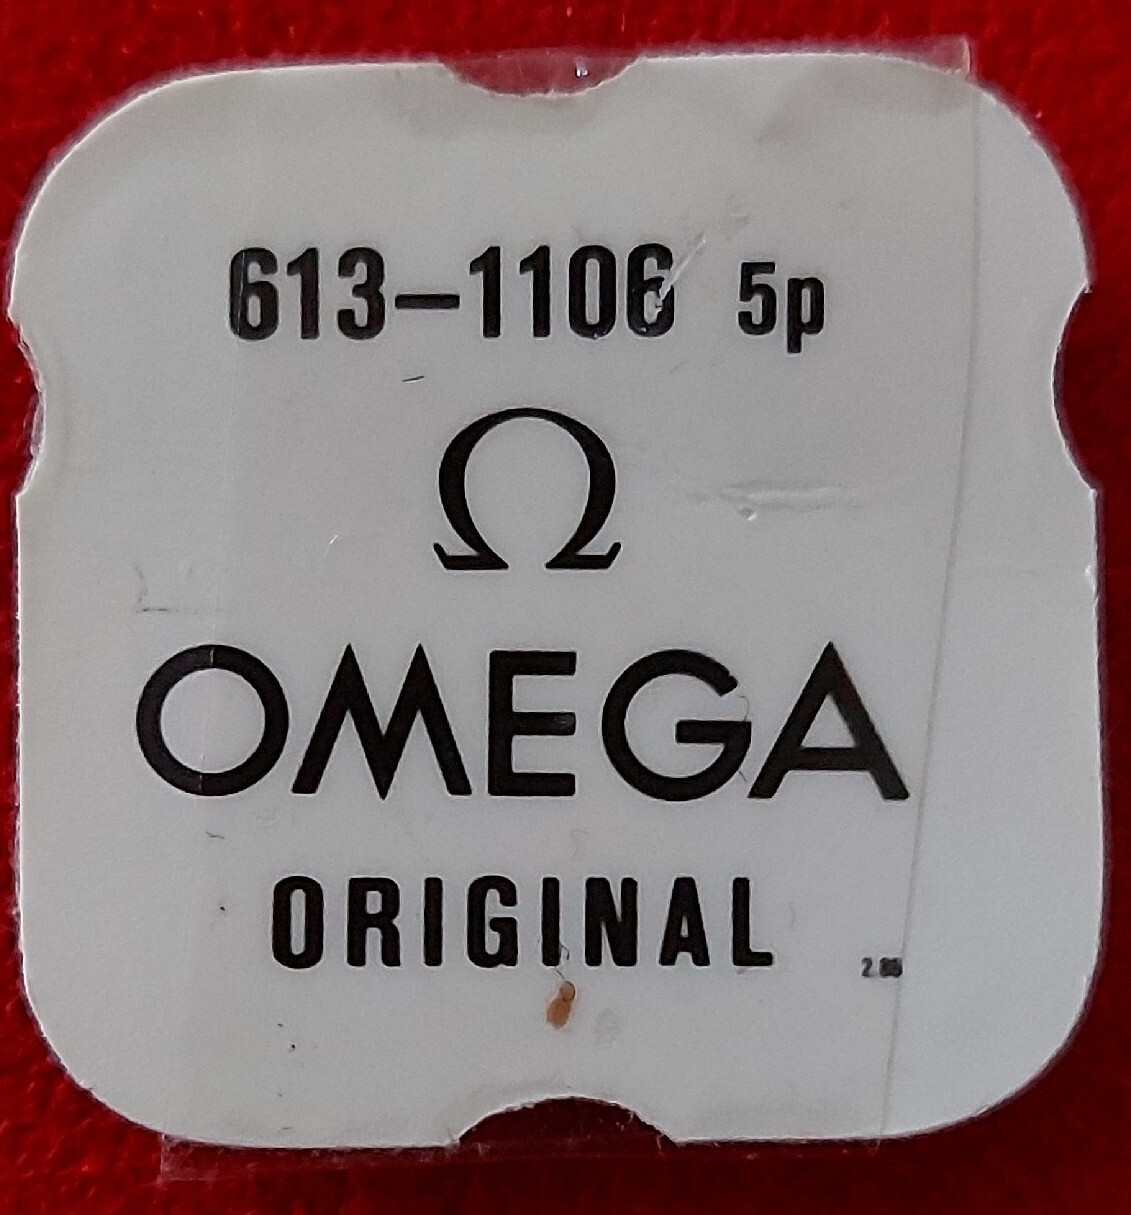 613-1106 5p
Ω
OMEGA
ORIGINAL